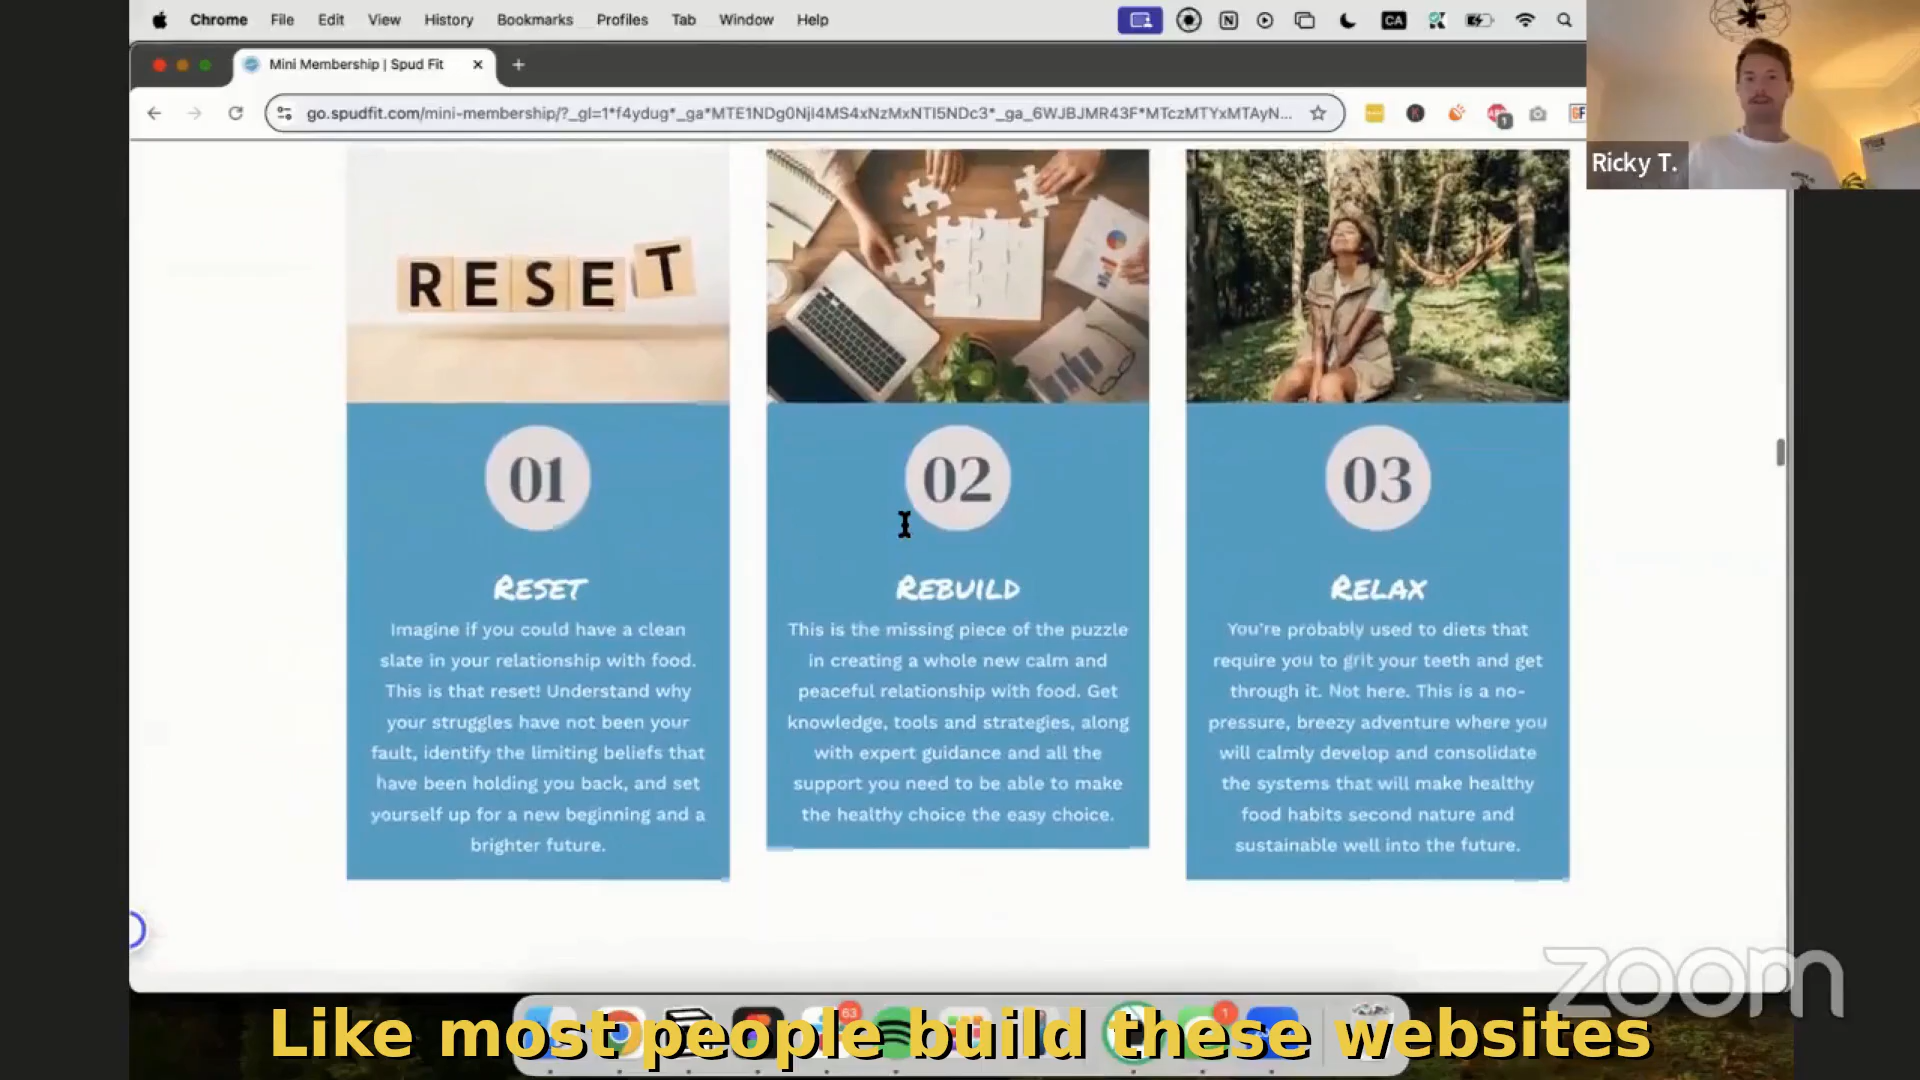 Chrome File Edit View History Bookmarks Profiles Tab Window Help
CA
Mini Membership | Spud Fit
go.spudfit.com/mini-membership/?_gl=1*f4ydug*_ga*MTE1NDg0NjI4MS4xNzMxNTI5NDc3*_ga_6WJBJMR43F*MTczMTYxMTAyN...
Ricky T.
RESET
01
02
03
RESET
Imagine if you could have a clean
slate in your relationship with food.
This is that reset! Understand why
your struggles have not been your
fault, identify the limiting beliefs that
have been holding you back, and set
yourself up for a new beginning and a
brighter future.
REBUILD
This is the missing piece of the puzzle
in creating a whole new calm and
peaceful relationship with food. Get
knowledge, tools and strategies, along
with expert guidance and all the
support you need to be able to make
the healthy choice the easy choice.
RELAX
You're probably used to diets that
require you to grit your teeth and get
through it. Not here. This is a no-
pressure, breezy adventure where you
will calmly develop and consolidate
the systems that will make healthy
food habits second nature and
sustainable well into the future.
zoom
63
1
Like most people build these websites